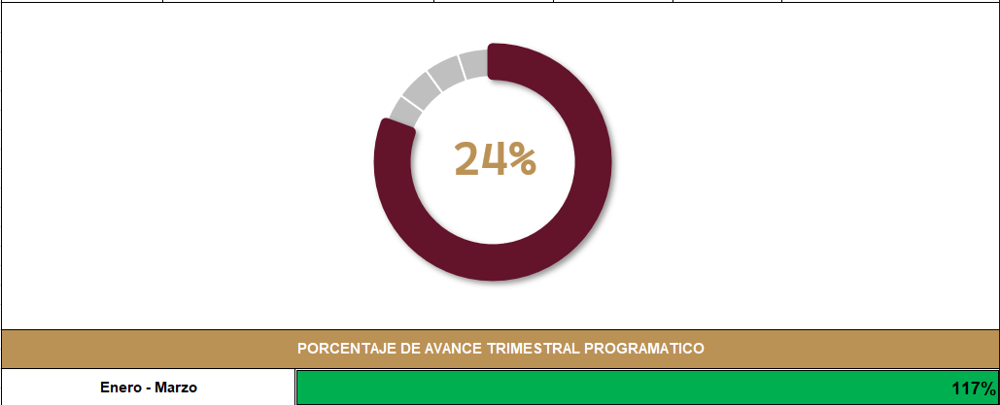 24%
PORCENTAJE DE AVANCE TRIMESTRAL PROGRAMATICO
Enero - Marzo 117%